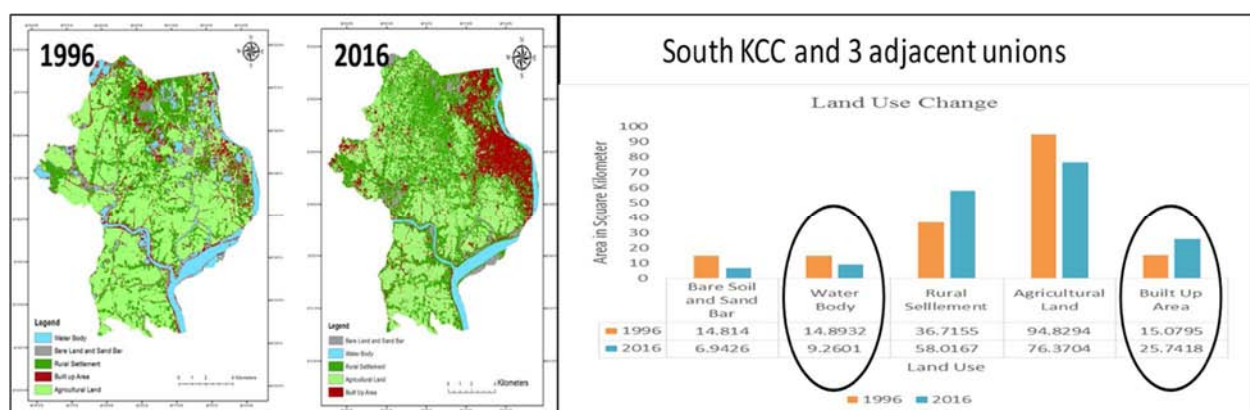 1996
N
W E
S
Legend
Water Body
Bare Land and Sand Bar
Rural Settlement
Built up Area
Agricultural Land
Kilometers
2016
N
W E
S
Legend
Bare Land and Sand Bar
Water Body
Rural Settlement
Agricultural Land
Built Up Area
Kilometers
South KCC and 3 adjacent unions
Land Use Change
Area in Square Kilometer
100
90
80
70
60
50
40
30
20
10
0
Bare Soil and Sand Bar
Water Body
Rural Selllement
Agricultural Land
Built Up Area
1996 14.814 14.8932 36.7155 94.8294 15.0795
2016 6.9426 9.2601 58.0167 76.3704 25.7418
Land Use
1996 2016